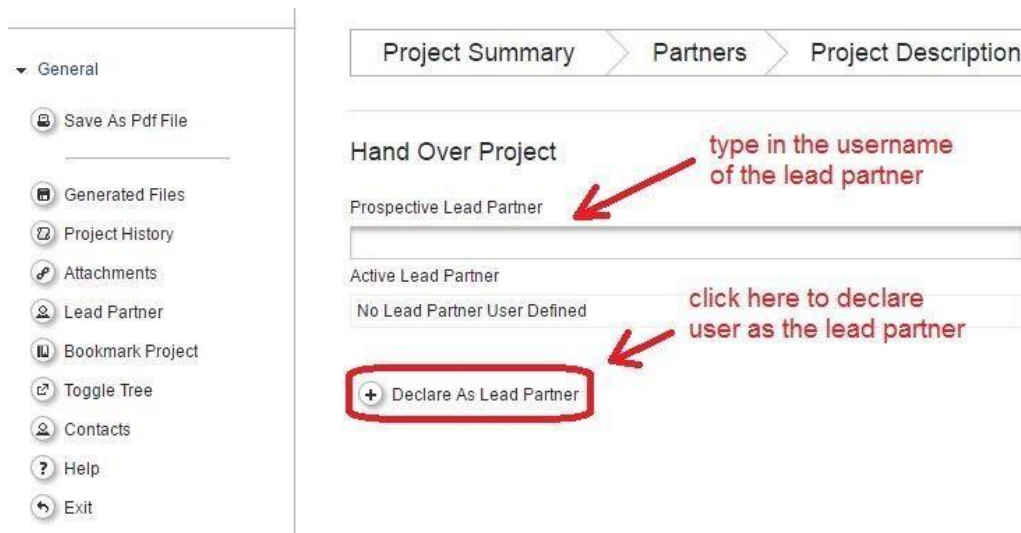 General
Save As Pdf File
Generated Files
Project History
Attachments
Lead Partner
Bookmark Project
Toggle Tree
Contacts
Help
Exit
Project Summary
Partners
Project Description
Hand Over Project
type in the username
of the lead partner
Prospective Lead Partner
Active Lead Partner
No Lead Partner User Defined
click here to declare
user as the lead partner
Declare As Lead Partner